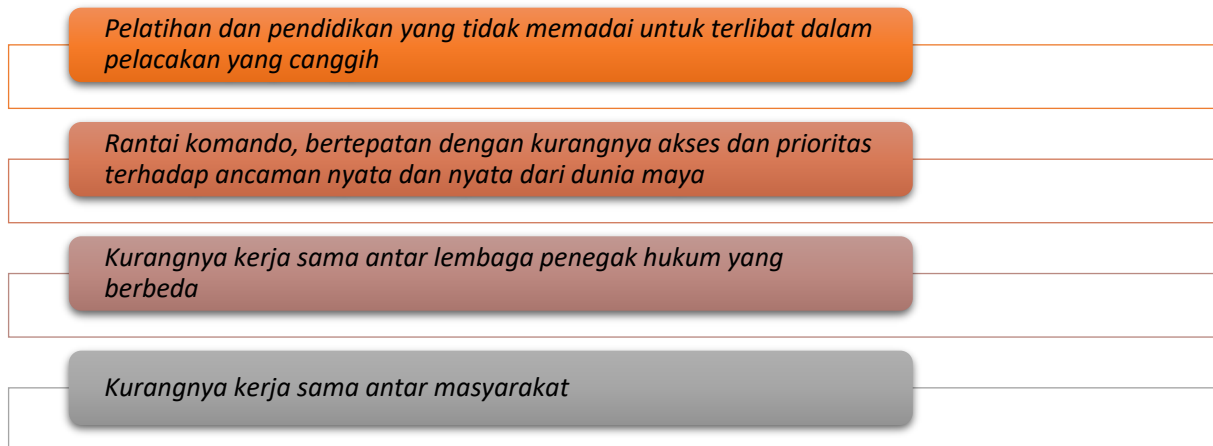 Pelatihan dan pendidikan yang tidak memadai untuk terlibat dalam
pelacakan yang canggih
Rantai komando, bertepatan dengan kurangnya akses dan prioritas
terhadap ancaman nyata dan nyata dari dunia maya
Kurangnya kerja sama antar lembaga penegak hukum yang
berbeda
Kurangnya kerja sama antar masyarakat